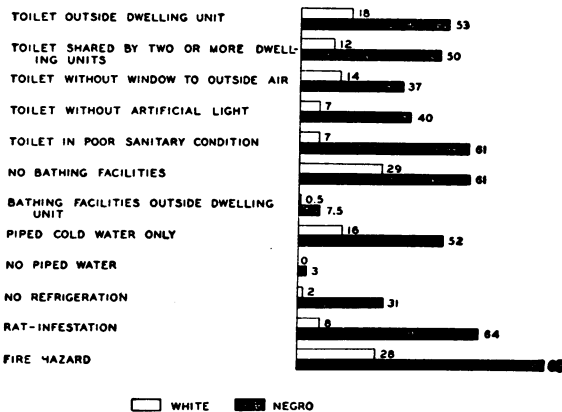 TOILET OUTSIDE DWELLING UNIT 18
53
TOILET SHARED BY TWO OR MORE DWELL- 12
ING UNITS 50
TOILET WITHOUT WINDOW TO OUTSIDE AIR 14
37
TOILET WITHOUT ARTIFICIAL LIGHT 7
40
TOILET IN POOR SANITARY CONDITION 7
61
NO BATHING FACILITIES 29
61
BATHING FACILITIES OUTSIDE DWELLING 0.5
UNIT 7.5
PIPED COLD WATER ONLY 16
52
NO PIPED WATER 0
3
NO REFRIGERATION 2
31
RAT-INFESTATION 8
64
FIRE HAZARD 28
WHITE NEGRO